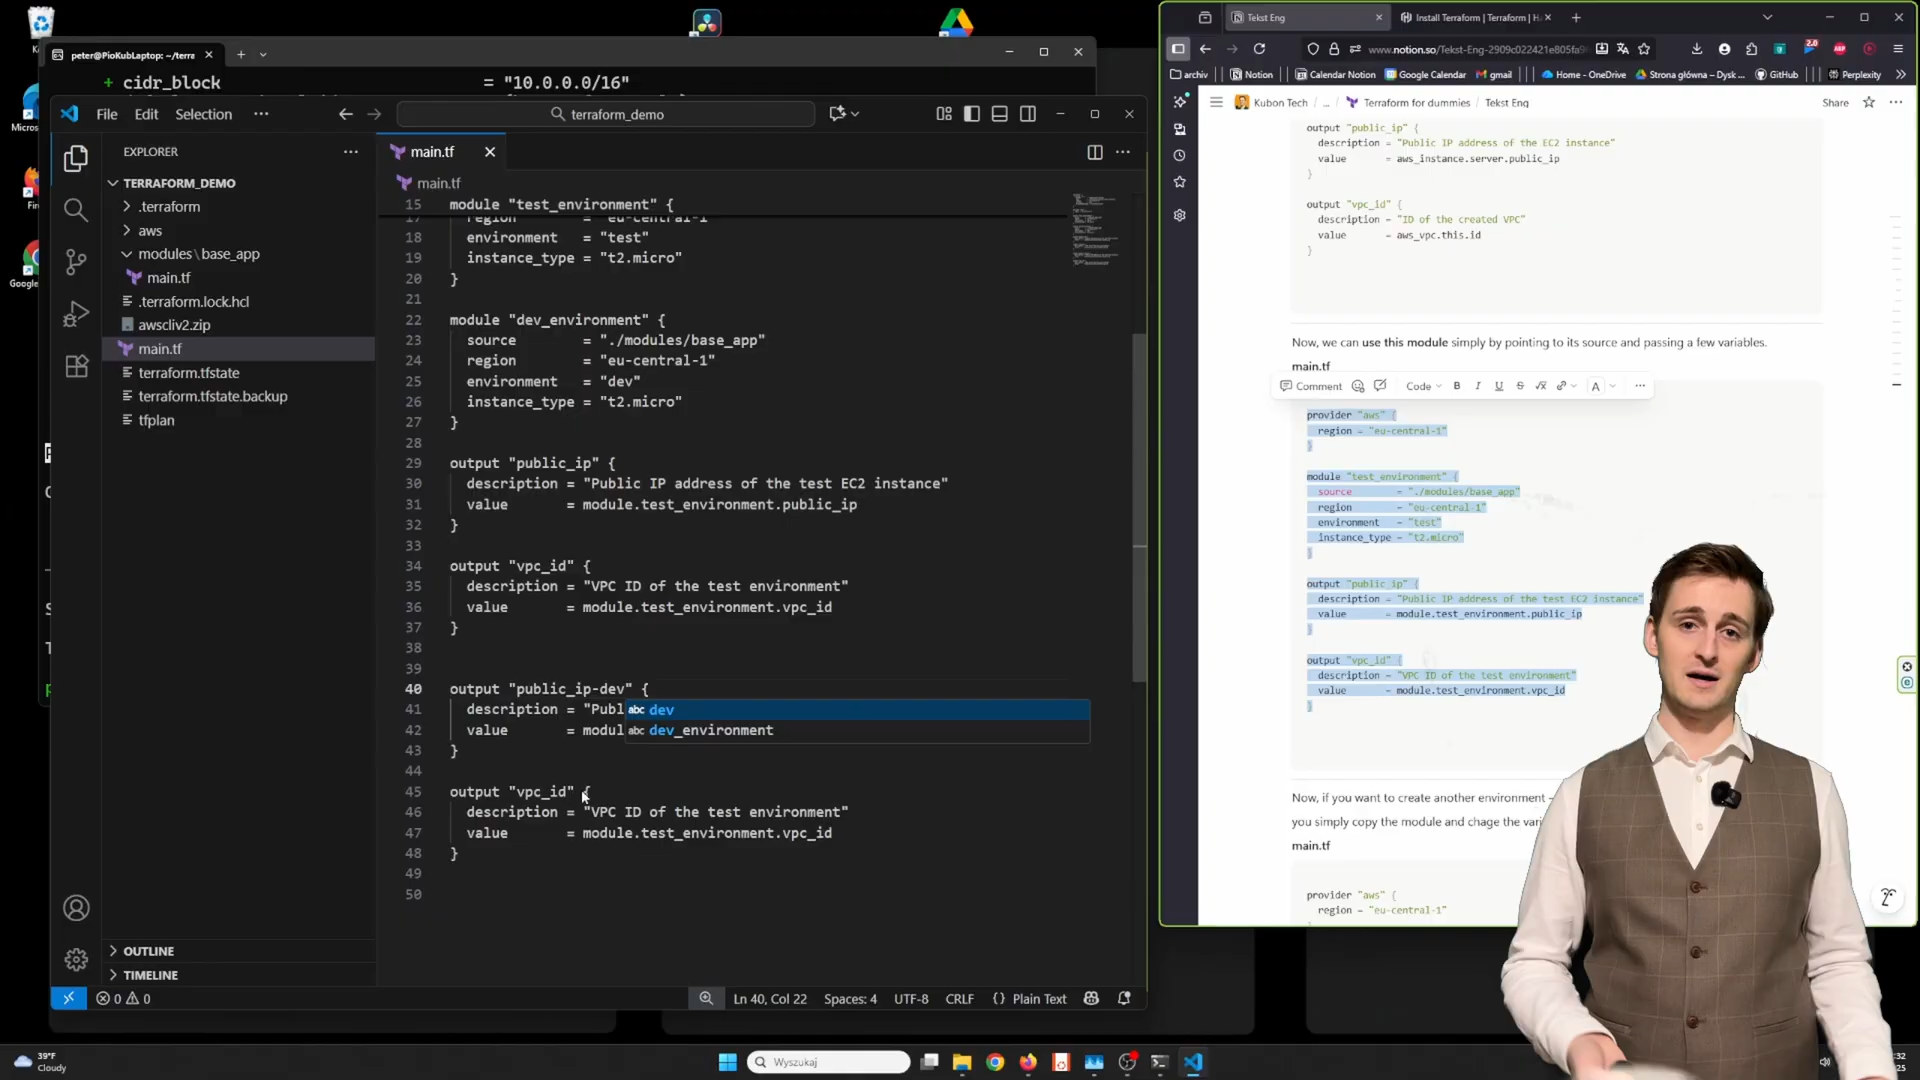 peter@PioKubLaptop: ~/terra
+ cidr_block = "10.0.0.0/16"
File Edit Selection
terraform_demo
EXPLORER
TERRAFORM_DEMO
.terraform
aws
modules\base_app
main.tf
.terraform.lock.hcl
awscliv2.zip
main.tf
terraform.tfstate
terraform.tfstate.backup
tfplan
OUTLINE
TIMELINE
main.tf
main.tf
15 module "test_environment" {
17 region = "eu-central-1"
18 environment = "test"
19 instance_type = "t2.micro"
20 }
21
22 module "dev_environment" {
23 source = "./modules/base_app"
24 region = "eu-central-1"
25 environment = "dev"
26 instance_type = "t2.micro"
27 }
28
29 output "public_ip" {
30 description = "Public IP address of the test EC2 instance"
31 value = module.test_environment.public_ip
32 }
33
34 output "vpc_id" {
35 description = "VPC ID of the test environment"
36 value = module.test_environment.vpc_id
37 }
38
39
40 output "public_ip-dev" {
41 description = "Publ
abc dev
42 value = modul
abc dev_environment
43 }
44
45 output "vpc_id" {
46 description = "VPC ID of the test environment"
47 value = module.test_environment.vpc_id
48 }
49
50
0 0
Ln 40, Col 22 Spaces: 4 UTF-8 CRLF {} Plain Text
Tekst Eng
Install Terraform | Terraform | H
www.notion.so/Tekst-Eng-2909c022421e805fa9
archiv Notion Calendar Notion Google Calendar gmail Home - OneDrive Strona główna – Dysk ... GitHub Perplexity
Kubon Tech / ... / Terraform for dummies / Tekst Eng
Share
output "public_ip" {
description = "Public IP address of the EC2 instance"
value = aws_instance.server.public_ip
}
output "vpc_id" {
description = "ID of the created VPC"
value = aws_vpc.this.id
}
Now, we can use this module simply by pointing to its source and passing a few variables.
main.tf
Comment Code B I U S √x A
provider "aws" {
region = "eu-central-1"
}
module "test_environment" {
source = "./modules/base_app"
region = "eu-central-1"
environment = "test"
instance_type = "t2.micro"
}
output "public_ip" {
description = "Public IP address of the test EC2 instance"
value = module.test_environment.public_ip
}
output "vpc_id" {
description = "VPC ID of the test environment"
value = module.test_environment.vpc_id
}
Now, if you want to create another environment –
you simply copy the module and chage the vari
main.tf
provider "aws" {
region = "eu-central-1"
39°F
Cloudy
Wyszukaj